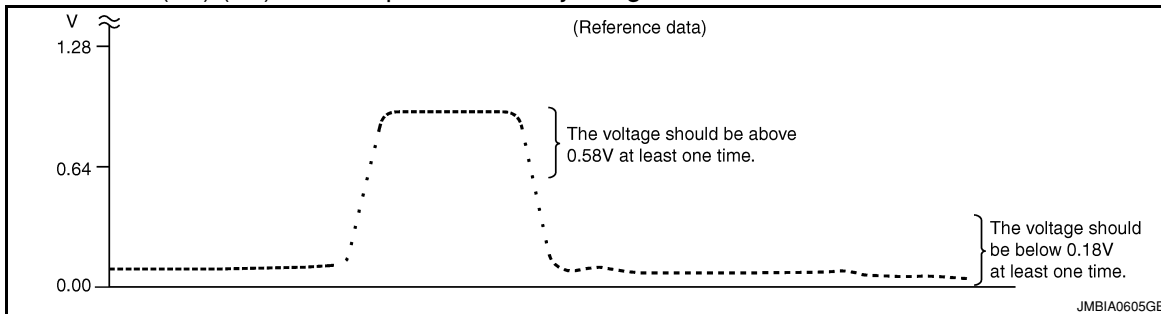 V
(Reference data)
1.28
The voltage should be above
0.58V at least one time.
0.64
The voltage should
be below 0.18V
at least one time.
0.00
JMBIA0605GB